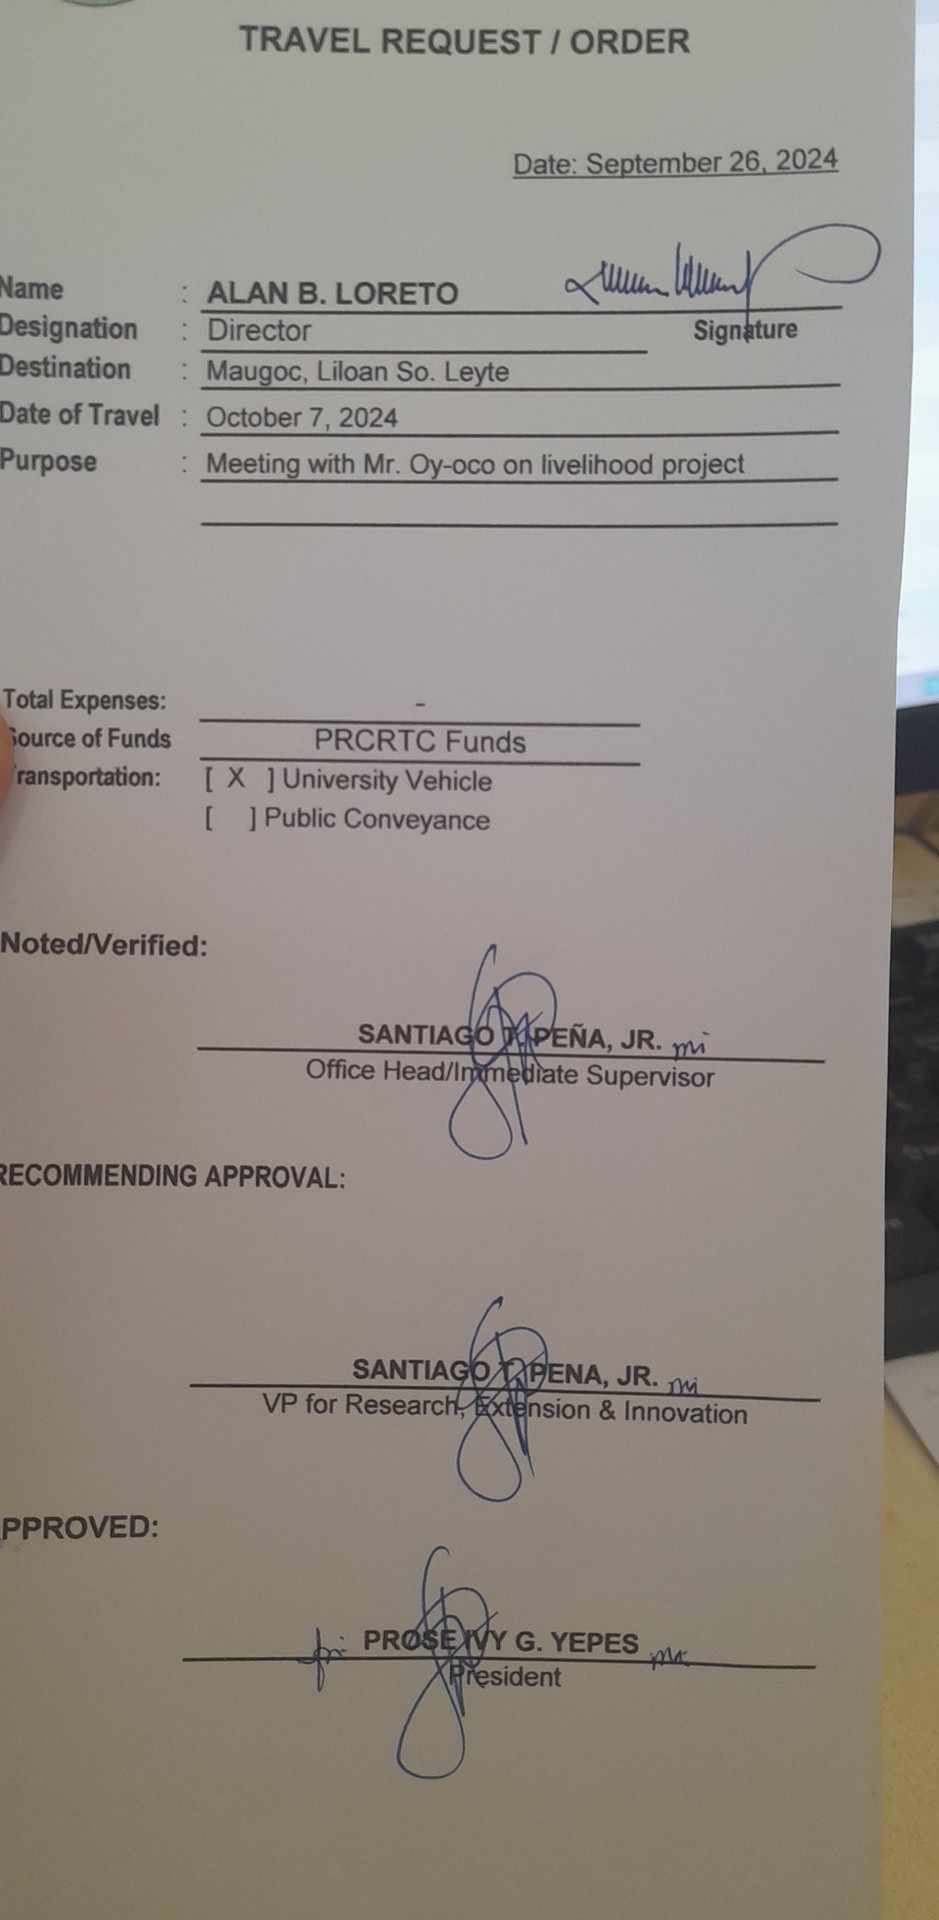 TRAVEL REQUEST / ORDER
Date: September 26, 2024
Name : ALAN B. LORETO
Signature
Designation : Director
Destination : Maugoc, Liloan So. Leyte
Date of Travel : October 7, 2024
Purpose : Meeting with Mr. Oy-oco on livelihood project
Total Expenses: -
Source of Funds PRCRTC Funds
Transportation: [ X ] University Vehicle
[ ] Public Conveyance
Noted/Verified:
SANTIAGO T. PEÑA, JR.
Office Head/Immediate Supervisor
RECOMMENDING APPROVAL:
SANTIAGO T. PENA, JR.
VP for Research, Extension & Innovation
PPROVED:
PROSE IVY G. YEPES
President